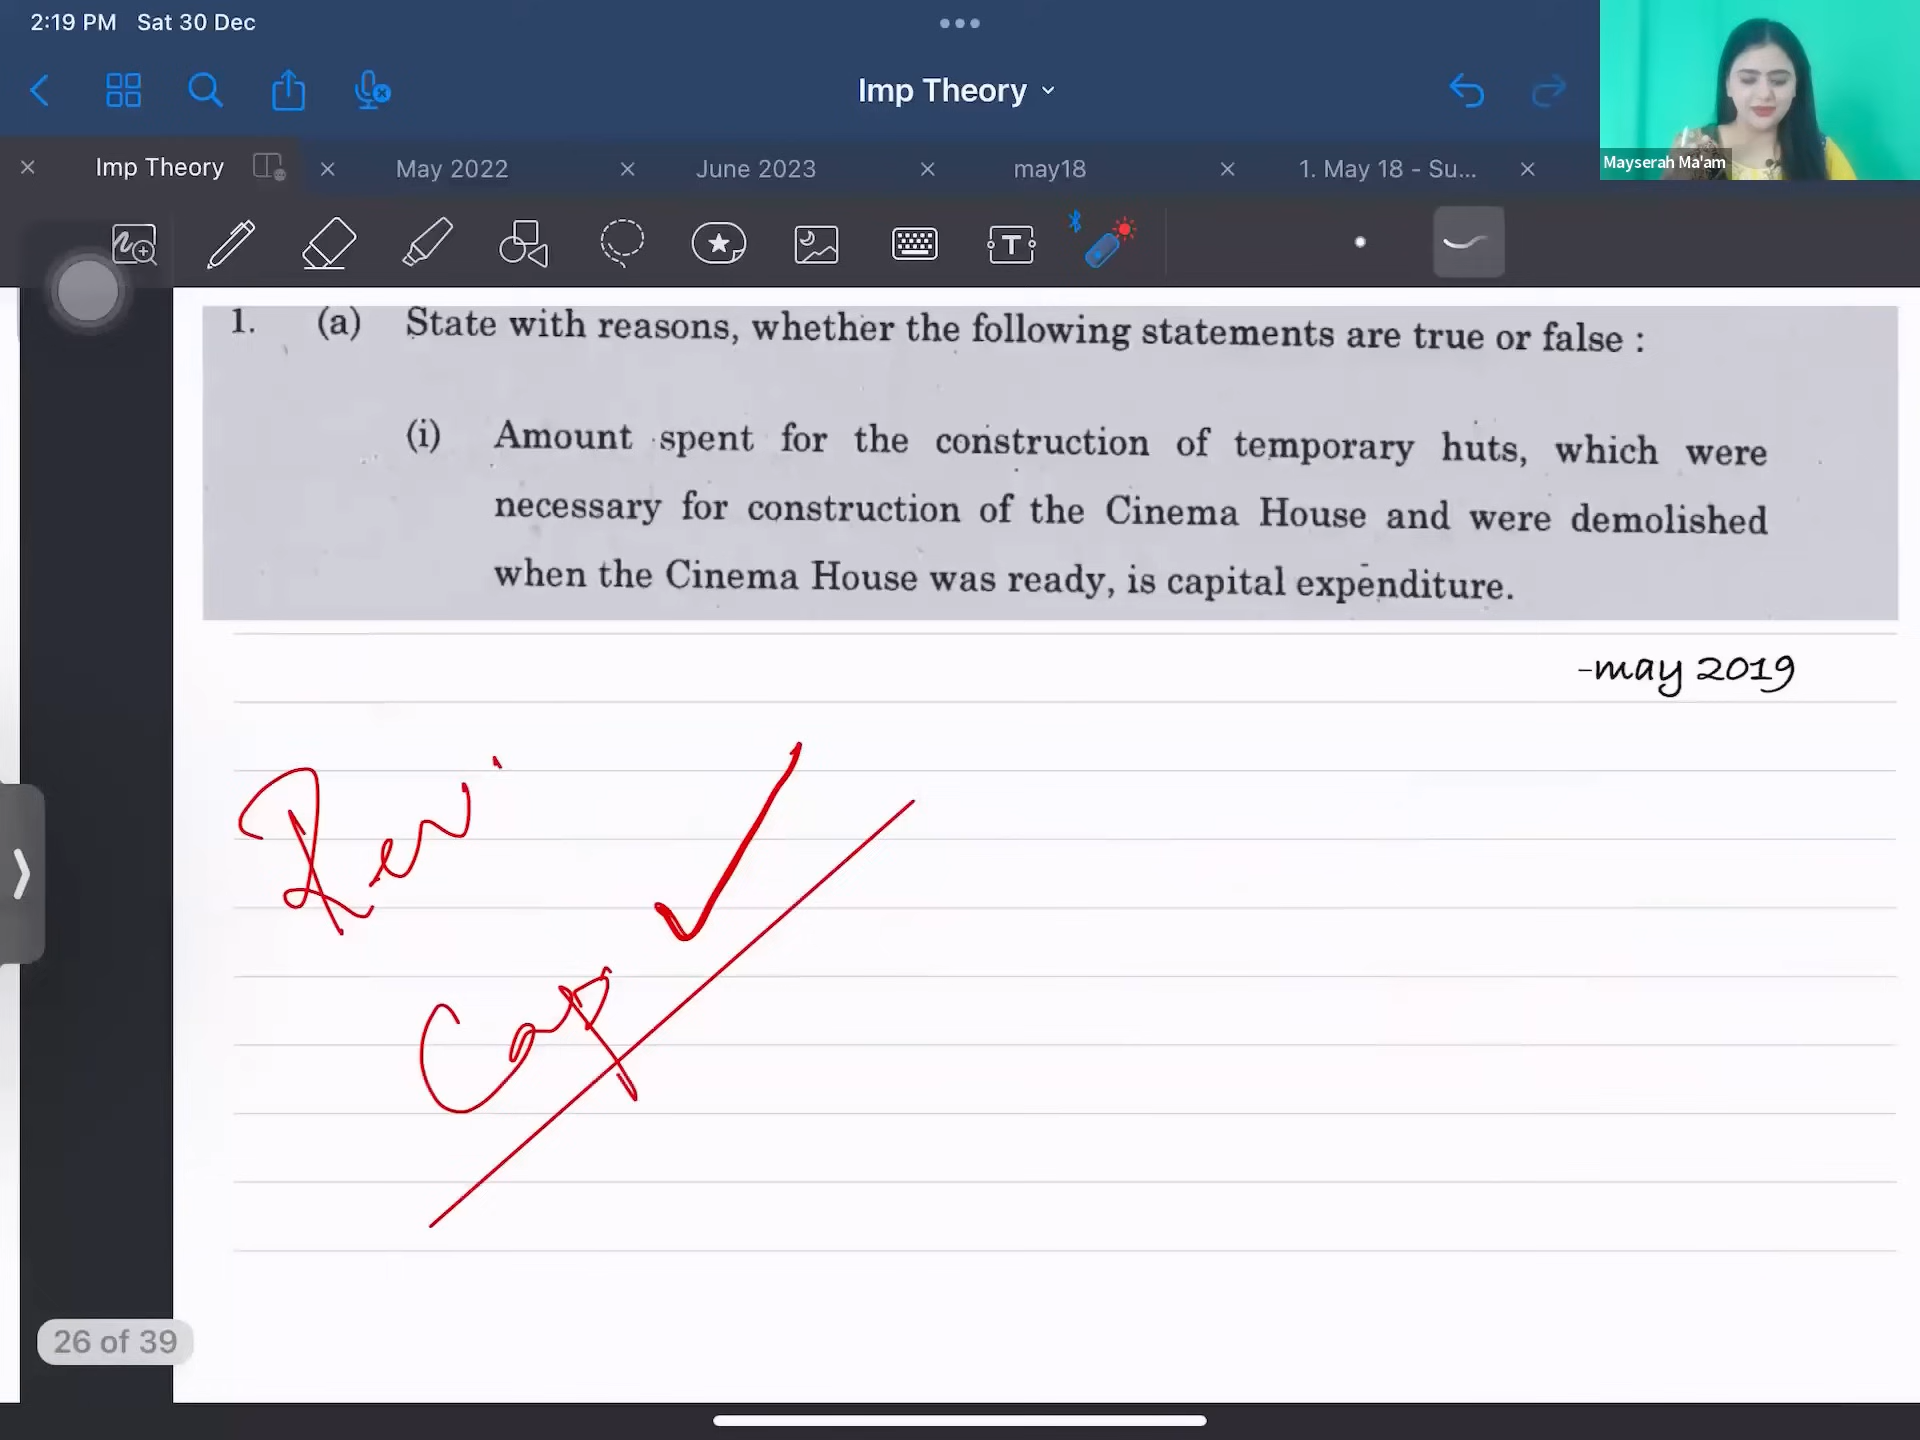 2:19 PM Sat 30 Dec
Imp Theory
Mayserah Ma'am
Imp Theory
May 2022
June 2023
may18
1. May 18 - Su...
1. (a) State with reasons, whether the following statements are true or false :
(i) Amount spent for the construction of temporary huts, which were
necessary for construction of the Cinema House and were demolished
when the Cinema House was ready, is capital expenditure.
-may 2019
Rev.
Cap
26 of 39